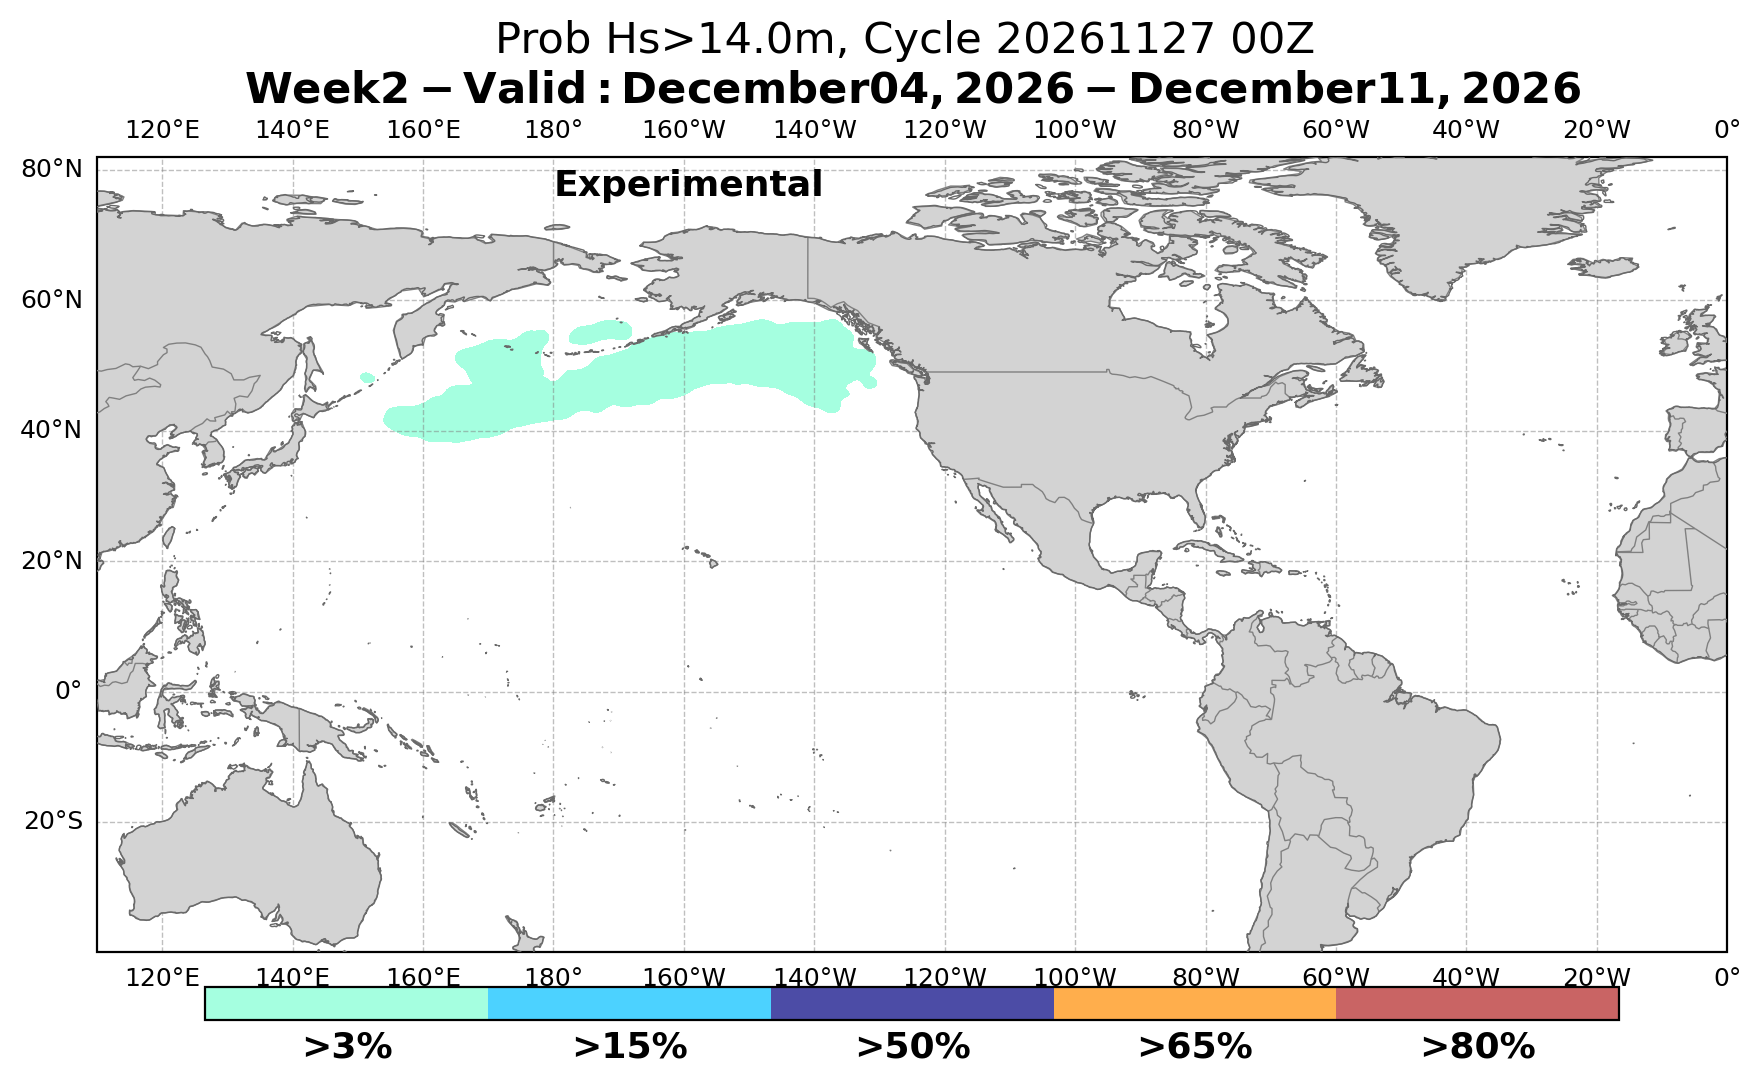 Prob Hs>14.0m, Cycle 20261127 00Z
Week2 − Valid : December04, 2026 − December11, 2026
120°E 140°E 160°E 180° 160°W 140°W 120°W 100°W 80°W 60°W 40°W 20°W 0°
80°N
Experimental
60°N
40°N
20°N
0°
20°S
120°E 140°E 160°E 180° 160°W 140°W 120°W 100°W 80°W 60°W 40°W 20°W 0°
>3% >15% >50% >65% >80%